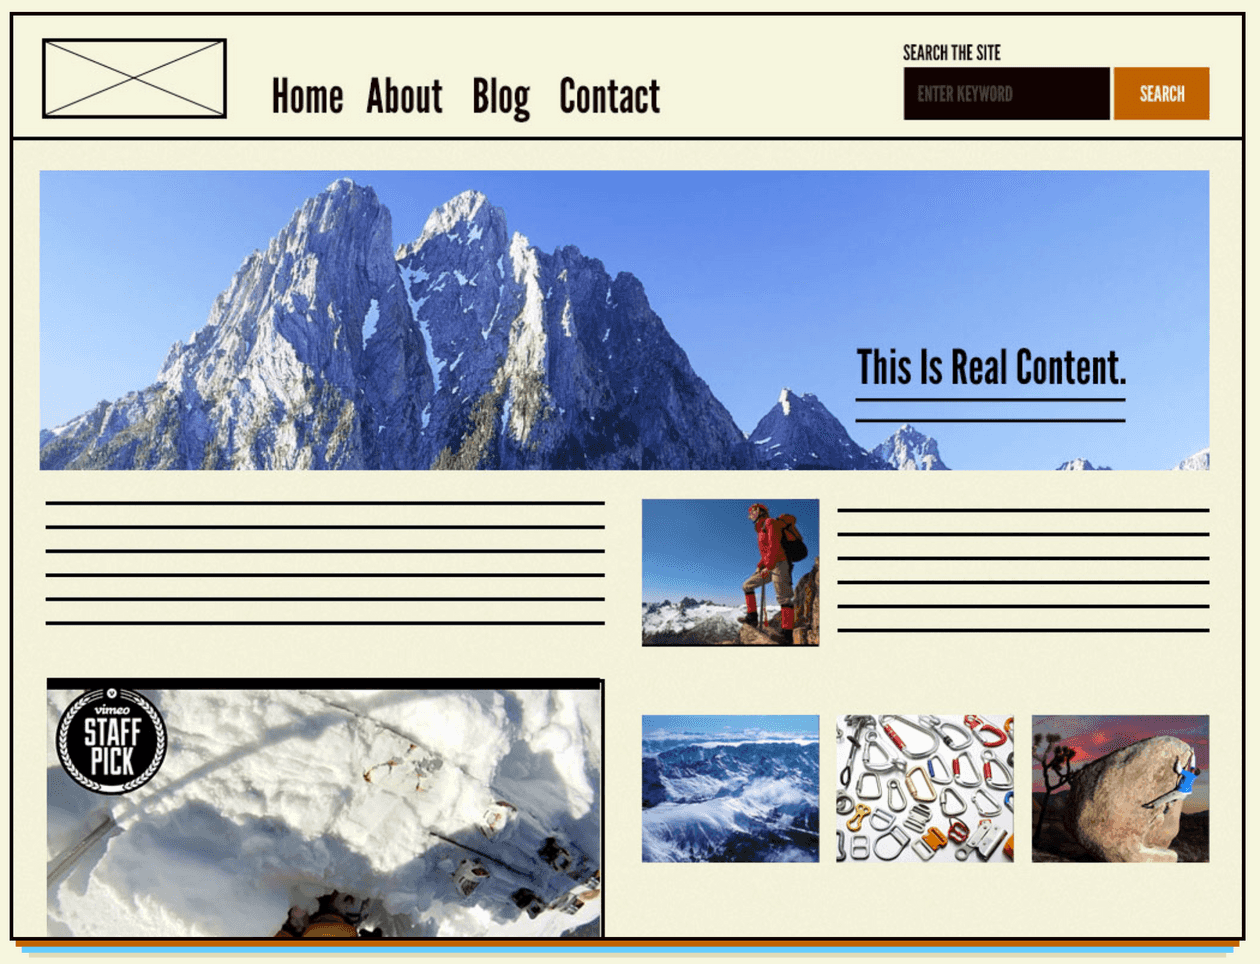 SEARCH THE SITE
Home About Blog Contact
ENTER KEYWORD
SEARCH
This Is Real Content.
vimeo
STAFF
PICK